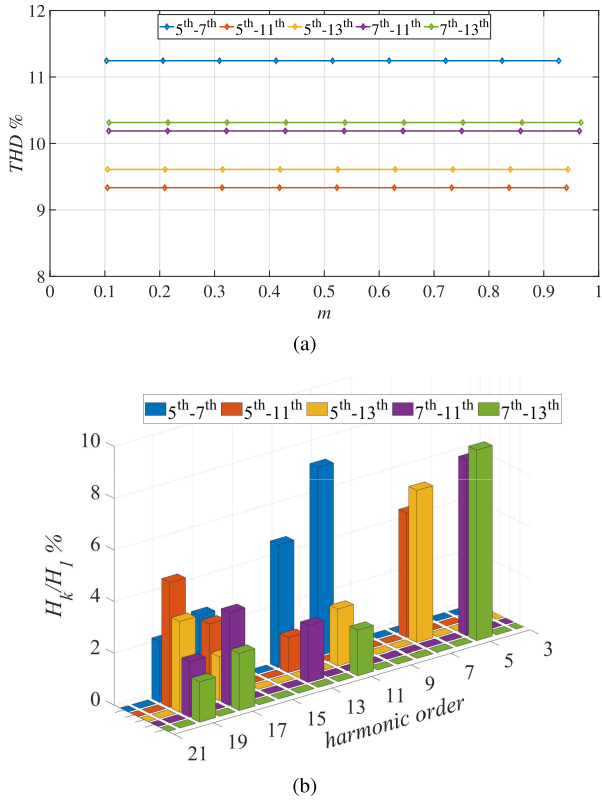 12
5th-7th 5th-11th 5th-13th 7th-11th 7th-13th
11
10
9
8
THD %
0 0.1 0.2 0.3 0.4 0.5 0.6 0.7 0.8 0.9 1
m
(a)
5th-7th 5th-11th 5th-13th 7th-11th 7th-13th
10
8
6
4
2
0
Hk/H1 %
21 19 17 15 13 11 9 7 5 3
harmonic order
(b)